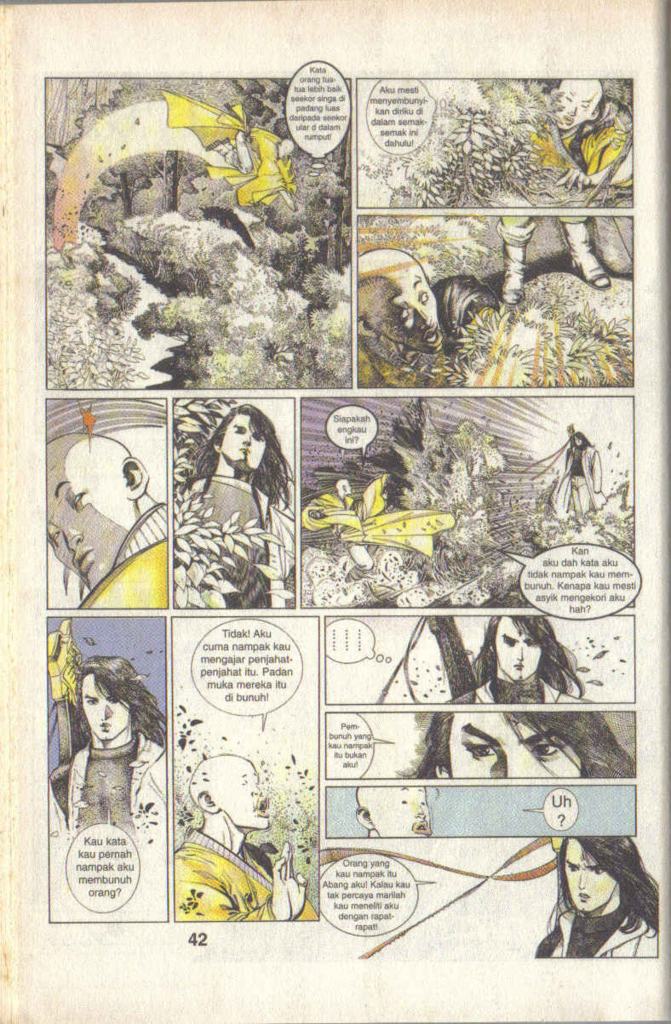 Kata
orang tua-
tua lebih baik
seekor singa di
padang luas
daripada seekor
ular d dalam
rumput!
Aku mesti
menyembunyi-
kan diriku di
dalam semak-
semak ini
dahulu!
Siapakah
engkau
ini?
Kan
aku dah kata aku
tidak nampak kau mem-
bunuh. Kenapa kau mesti
asyik mengekori aku
hah?
Kau kata
kau pernah
nampak aku
membunuh
orang?
Tidak! Aku
cuma nampak kau
mengajar penjahat-
penjahat itu. Padan
muka mereka itu
di bunuh!
Pem-
bunuh yang
kau nampak
itu bukan
aku!
Uh
?
Orang yang
kau nampak itu
Abang aku! Kalau kau
tak percaya marilah
kau meneliti aku
dengan rapat-
rapat!
42